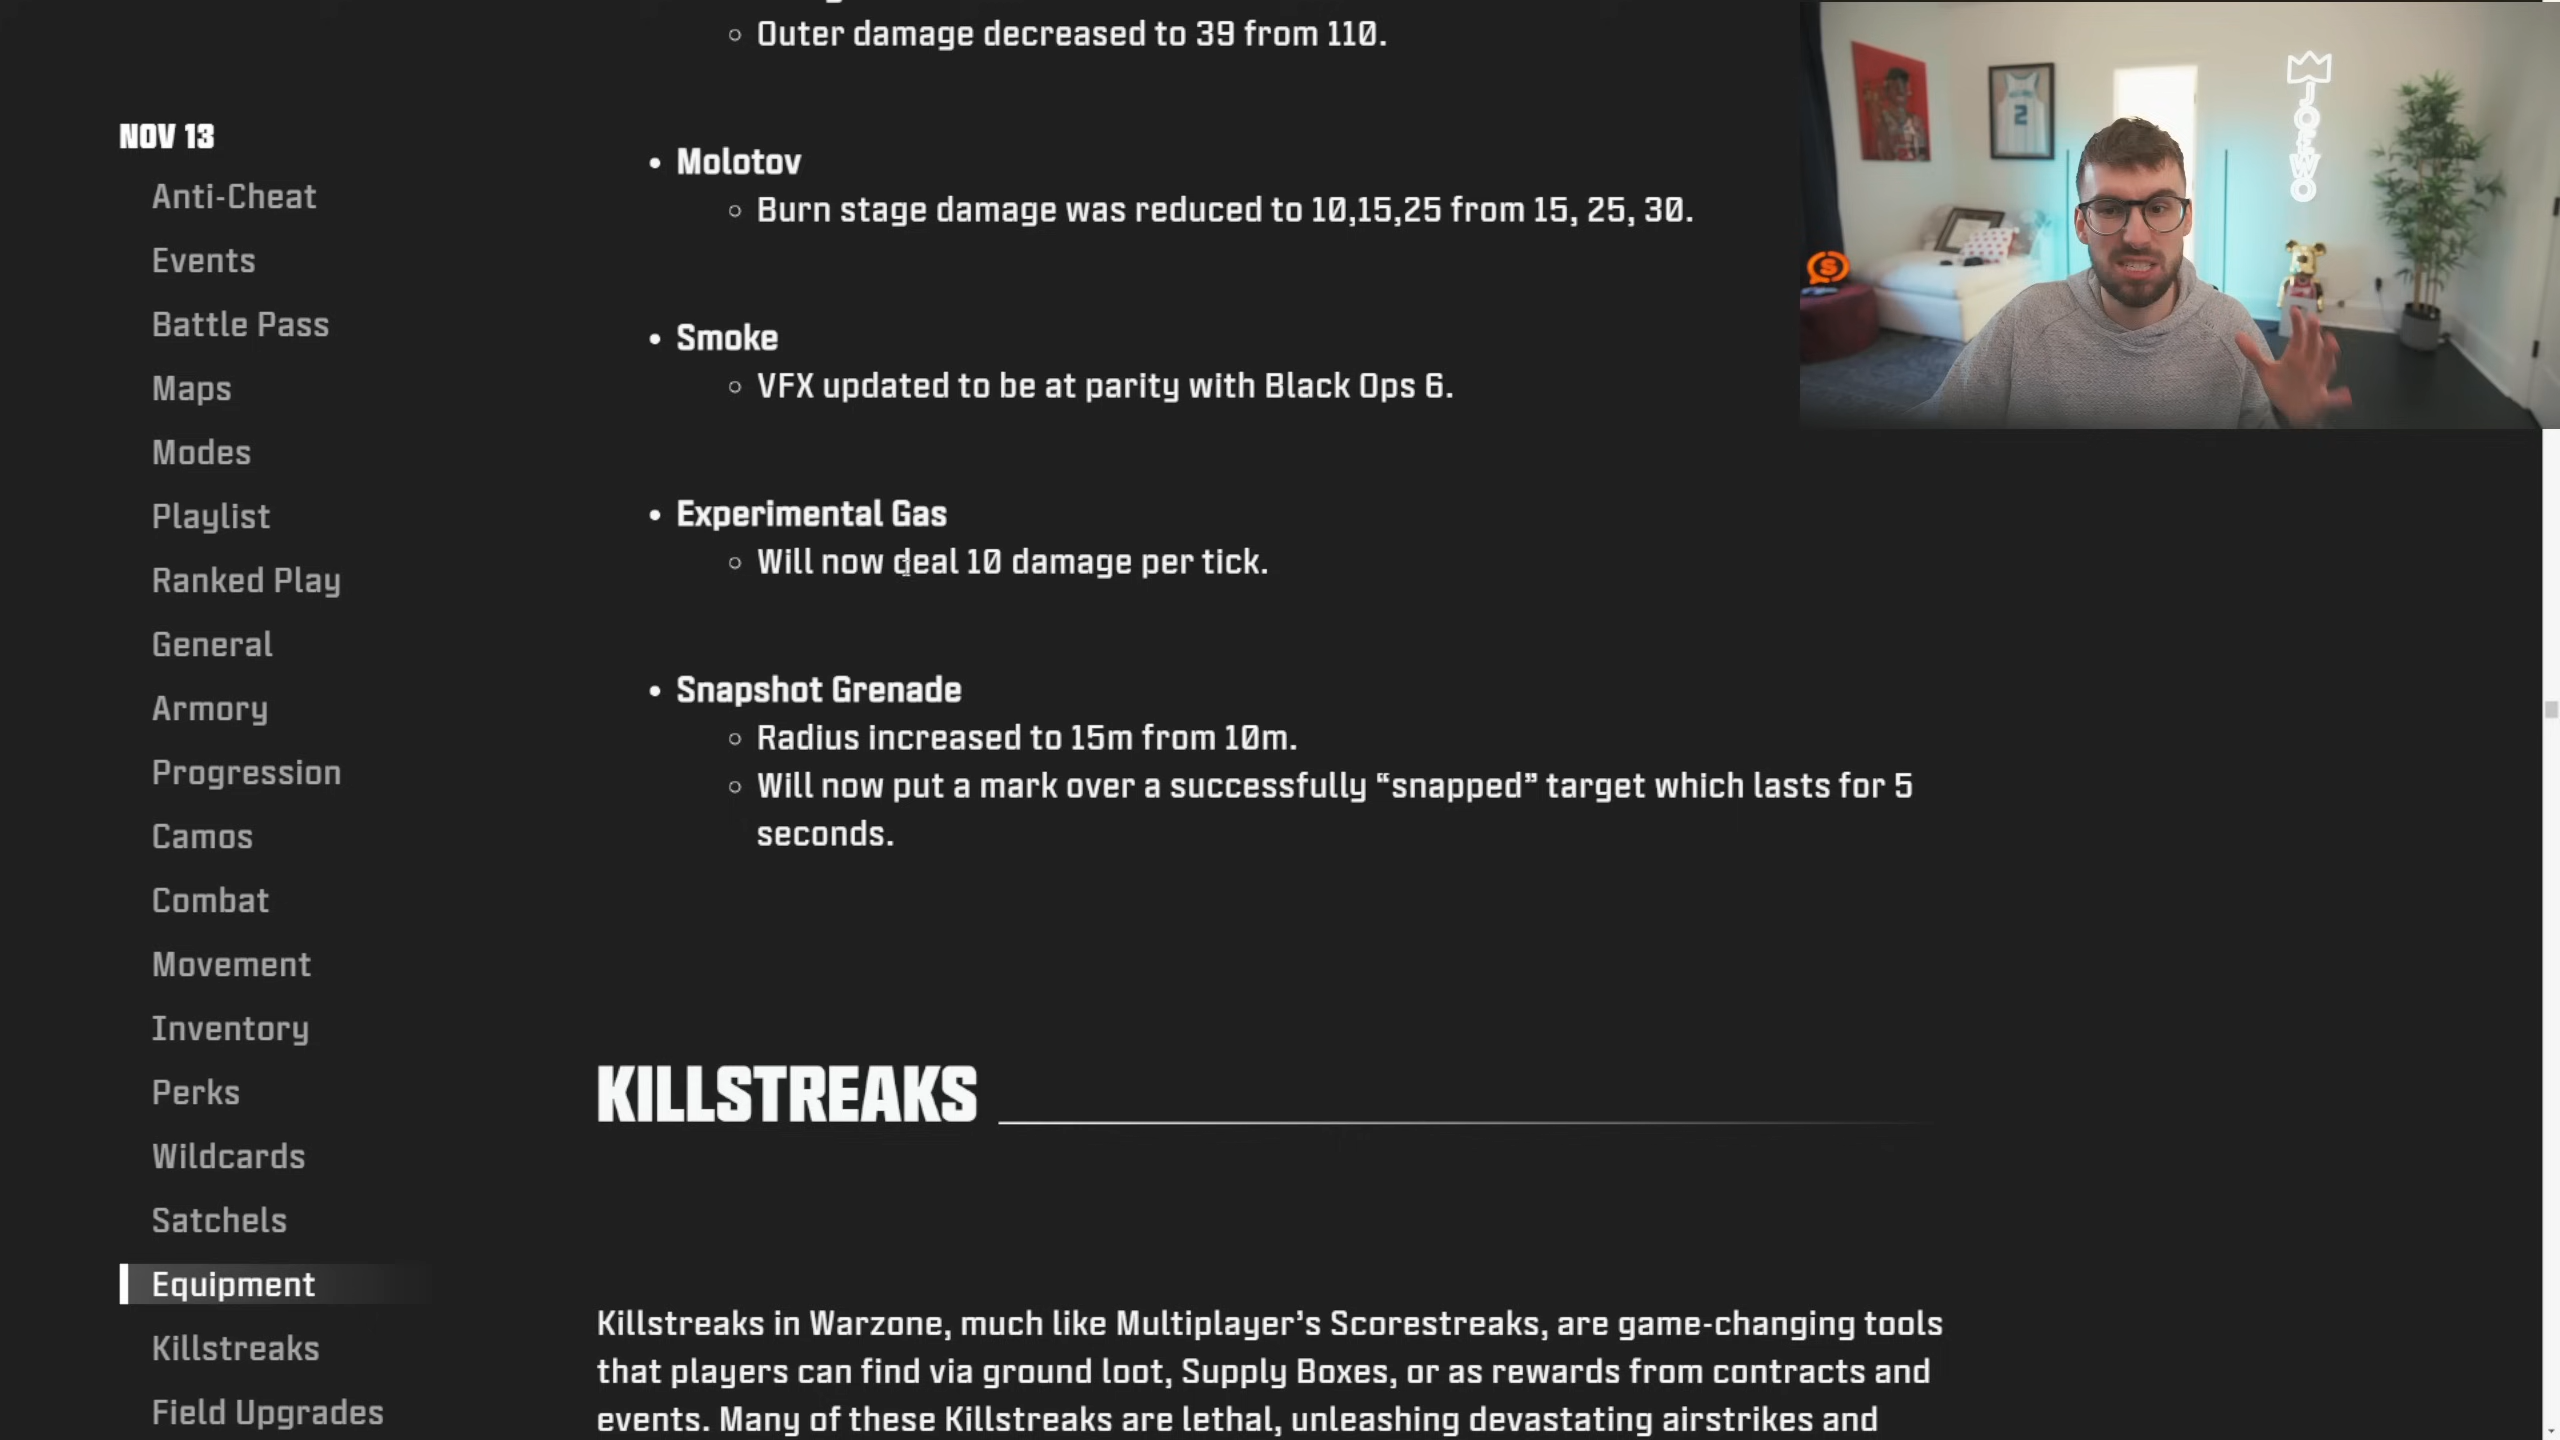 Outer damage decreased to 39 from 110.
NOV 13
Anti-Cheat
Events
Battle Pass
Maps
Modes
Playlist
Ranked Play
General
Armory
Progression
Camos
Combat
Movement
Inventory
Perks
Wildcards
Satchels
Equipment
Killstreaks
Field Upgrades
Molotov
Burn stage damage was reduced to 10,15,25 from 15, 25, 30.
Smoke
VFX updated to be at parity with Black Ops 6.
Experimental Gas
Will now deal 10 damage per tick.
Snapshot Grenade
Radius increased to 15m from 10m.
Will now put a mark over a successfully “snapped” target which lasts for 5
seconds.
KILLSTREAKS
Killstreaks in Warzone, much like Multiplayer’s Scorestreaks, are game-changing tools
that players can find via ground loot, Supply Boxes, or as rewards from contracts and
events. Many of these Killstreaks are lethal, unleashing devastating airstrikes and
JOEWO
2
S